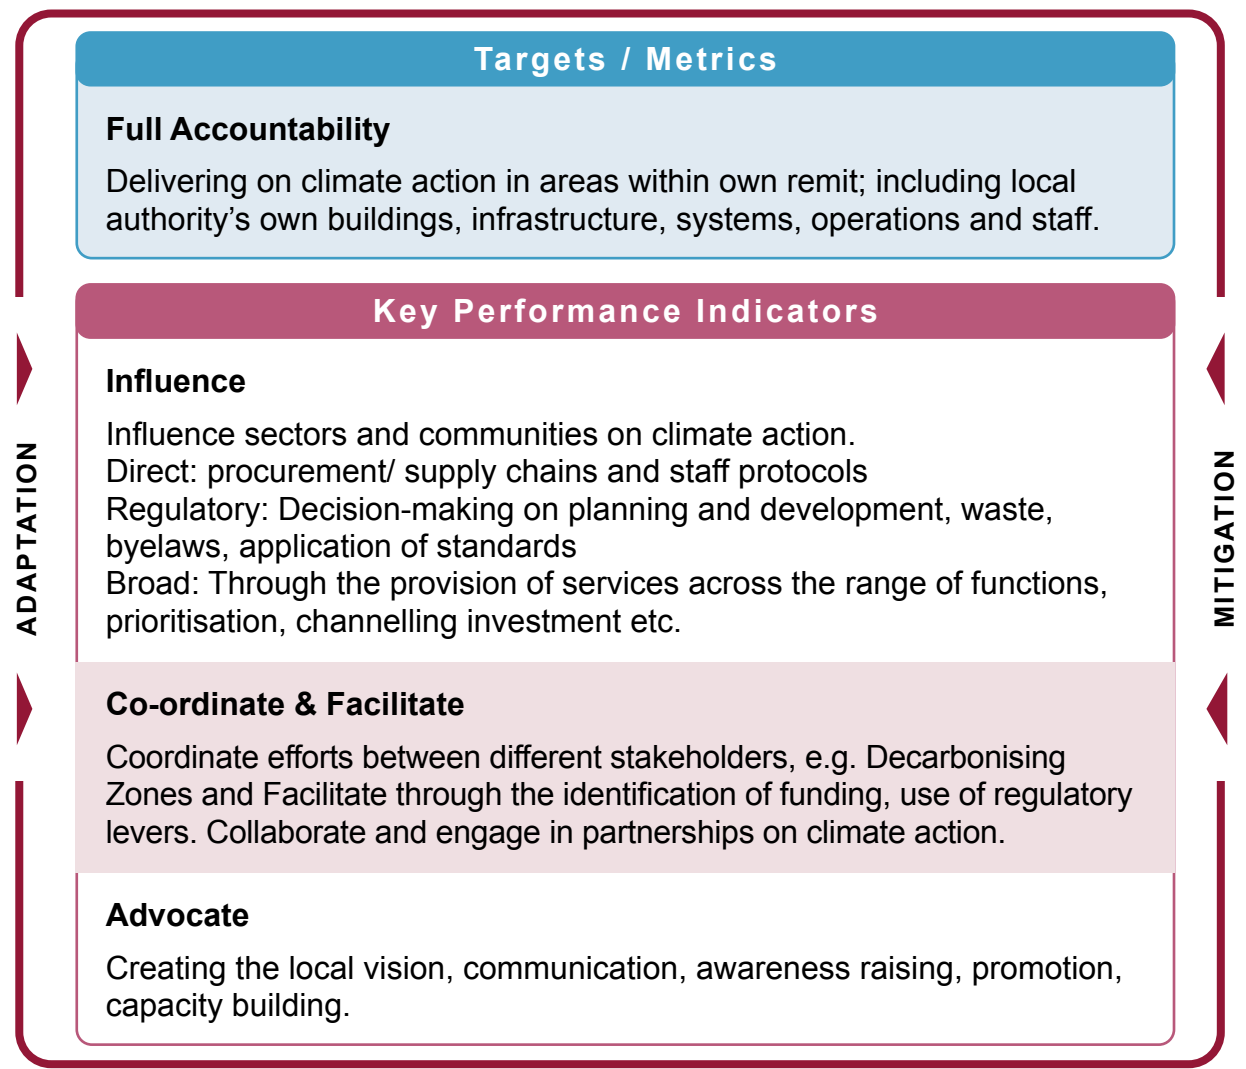 Targets / Metrics
Full Accountability
Delivering on climate action in areas within own remit; including local
authority’s own buildings, infrastructure, systems, operations and staff.
Key Performance Indicators
Influence
Influence sectors and communities on climate action.
Direct: procurement/ supply chains and staff protocols
Regulatory: Decision-making on planning and development, waste,
byelaws, application of standards
Broad: Through the provision of services across the range of functions,
prioritisation, channelling investment etc.
Co-ordinate & Facilitate
Coordinate efforts between different stakeholders, e.g. Decarbonising
Zones and Facilitate through the identification of funding, use of regulatory
levers. Collaborate and engage in partnerships on climate action.
Advocate
Creating the local vision, communication, awareness raising, promotion,
capacity building.
ADAPTATION
MITIGATION